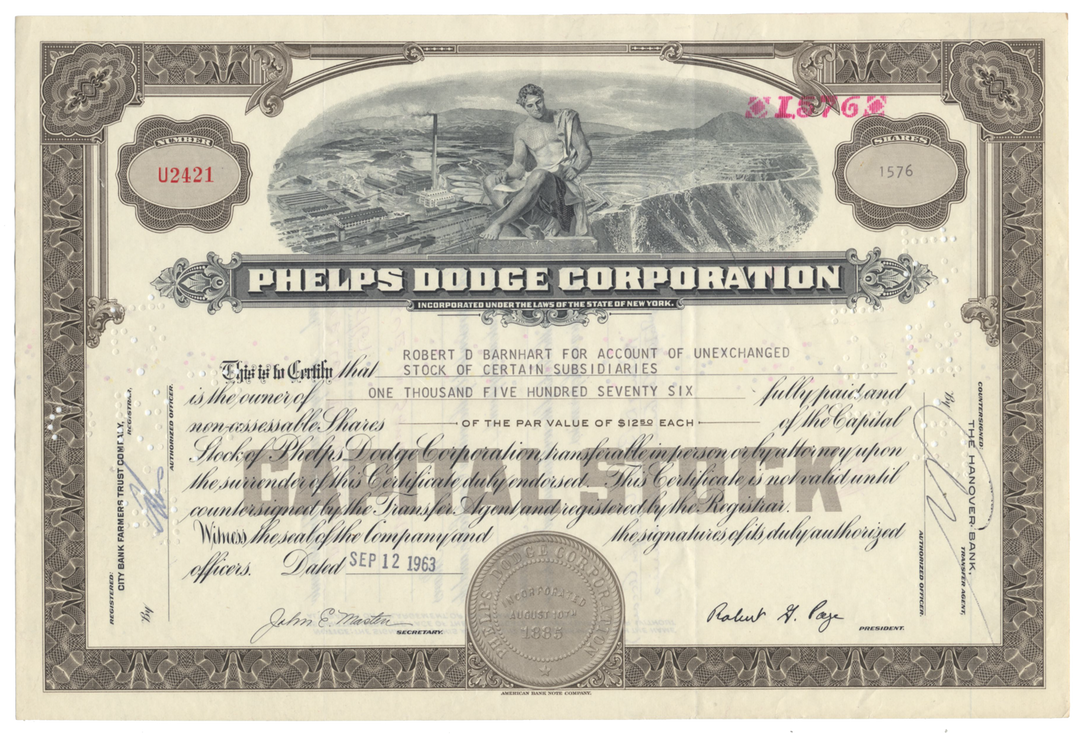 1576
NUMBER
U2421
SHARES
1576
PHELPS DODGE CORPORATION
INCORPORATED UNDER THE LAWS OF THE STATE OF NEW YORK.
ROBERT D BARNHART FOR ACCOUNT OF UNEXCHANGED
This is to Certify that STOCK OF CERTAIN SUBSIDIARIES
is the owner of ONE THOUSAND FIVE HUNDRED SEVENTY SIX fully paid and
non-assessable Shares OF THE PAR VALUE OF $12.50 EACH of the Capital
Stock of Phelps Dodge Corporation, transferable in person or by attorney upon
the surrender of this Certificate duly endorsed. This Certificate is not valid until
countersigned by the Transfer Agent and registered by the Registrar.
CAPITAL STOCK
Witness the seal of the Company and the signatures of its duly authorized
officers. Dated SEP 12 1963
John E. Masten
SECRETARY.
PHELPS DODGE CORPORATION
INCORPORATED
AUGUST 10TH
1885
Robert G. Page
PRESIDENT.
REGISTERED:
CITY BANK FARMERS TRUST COMPANY,
REGISTRAR.
By
AUTHORIZED OFFICER.
COUNTERSIGNED:
THE HANOVER BANK,
TRANSFER AGENT.
By
AUTHORIZED OFFICER.
AMERICAN BANK NOTE COMPANY.